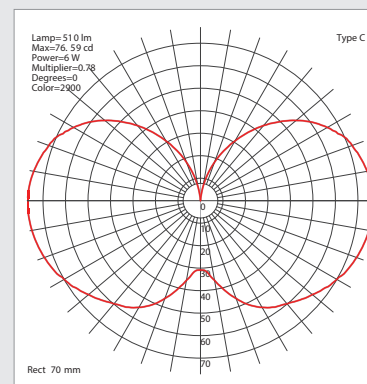 Lamp=510 lm
Type C
Max=76. 59 cd
Power=6 W
Multiplier=0.78
Degrees=0
Color=2900
0
10
20
30
40
50
60
70
Rect 70 mm